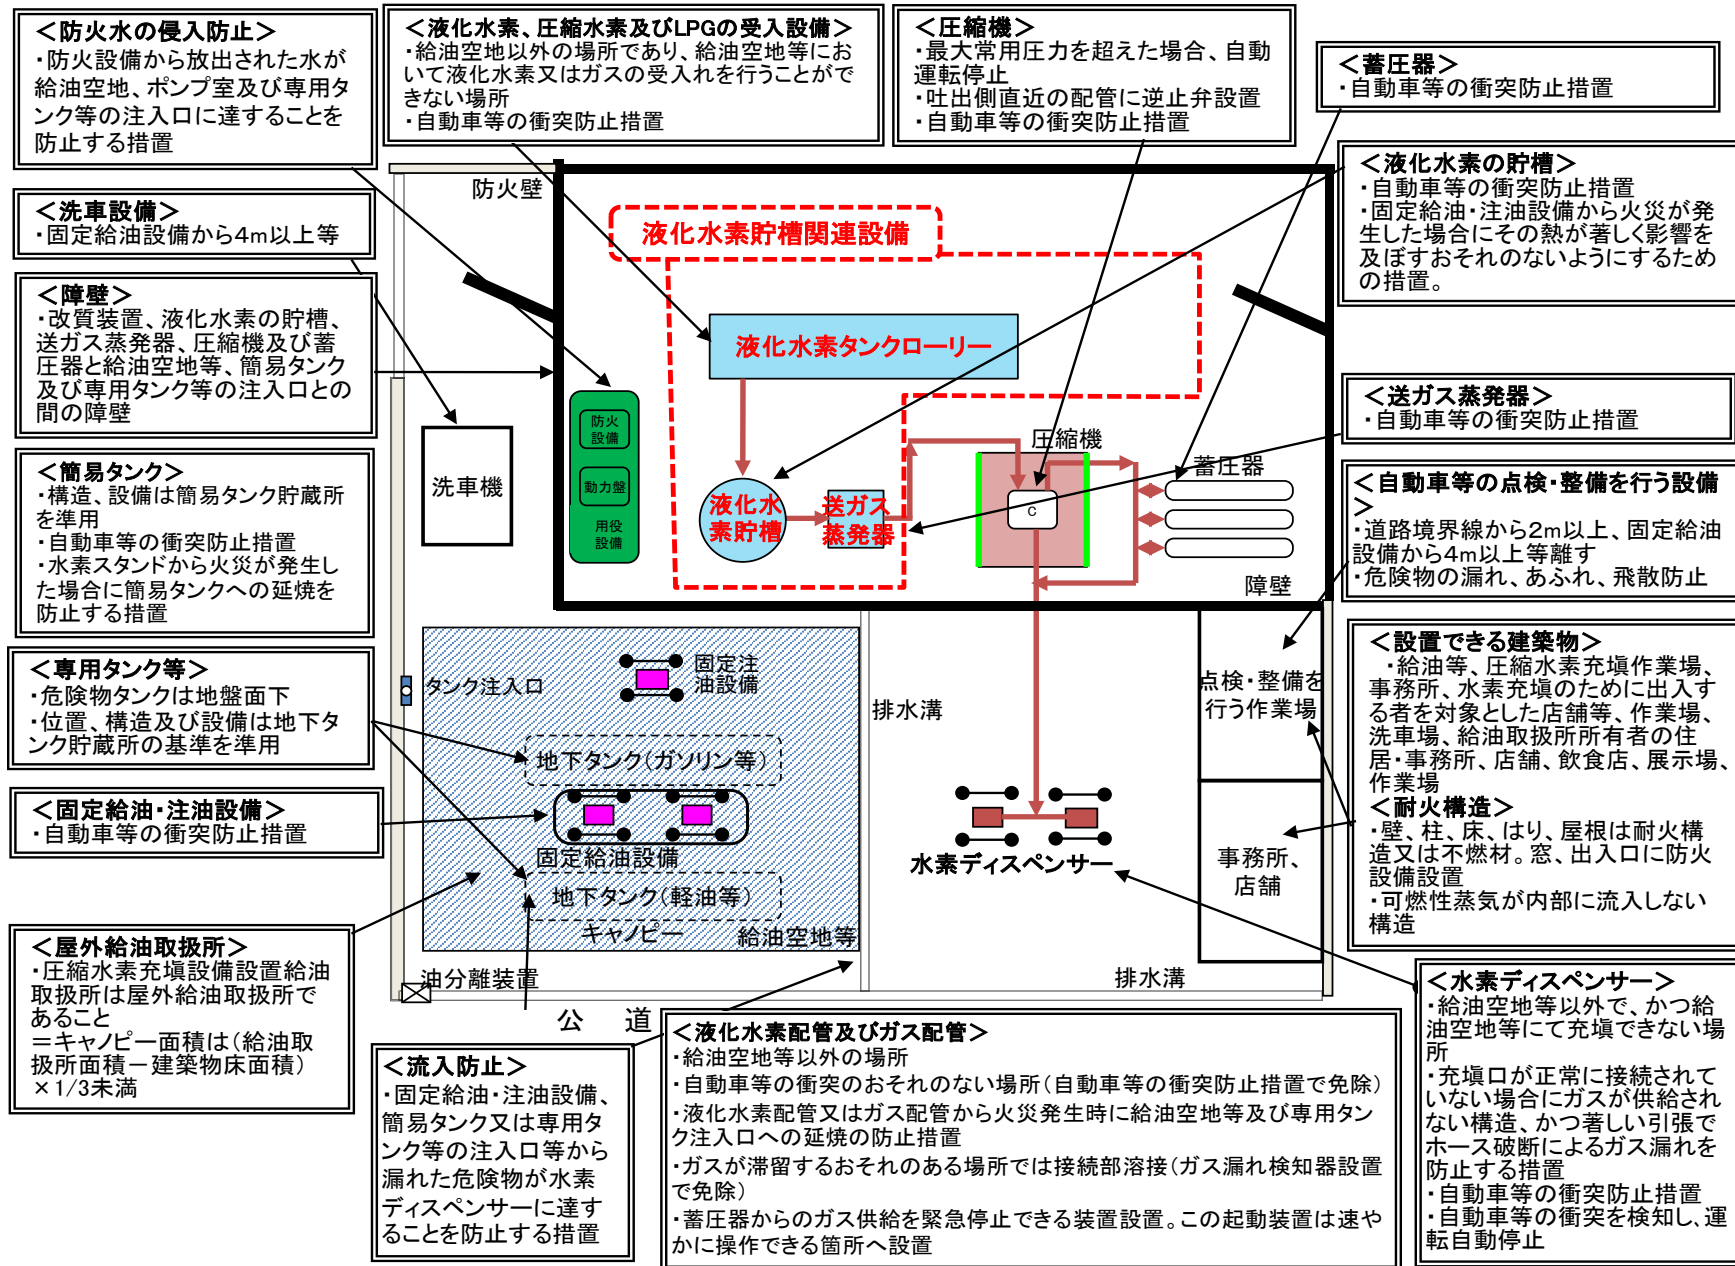 ＜防火水の侵入防止＞
・防火設備から放出された水が
給油空地、ポンプ室及び専用タ
ンク等の注入口に達することを
防止する措置
＜液化水素、圧縮水素及びLPGの受入設備＞
・給油空地以外の場所であり、給油空地等にお
いて液化水素又はガスの受入れを行うことがで
きない場所
・自動車等の衝突防止措置
＜圧縮機＞
・最大常用圧力を超えた場合、自動
運転停止
・吐出側直近の配管に逆止弁設置
・自動車等の衝突防止措置
＜蓄圧器＞
・自動車等の衝突防止措置
＜液化水素の貯槽＞
・自動車等の衝突防止措置
・固定給油・注油設備から火災が発
生した場合にその熱が著しく影響を
及ぼすおそれのないようにするため
の措置。
＜洗車設備＞
・固定給油設備から4m以上等
＜障壁＞
・改質装置、液化水素の貯槽、
送ガス蒸発器、圧縮機及び蓄
圧器と給油空地等、簡易タンク
及び専用タンク等の注入口との
間の障壁
＜簡易タンク＞
・構造、設備は簡易タンク貯蔵所
を準用
・自動車等の衝突防止措置
・水素スタンドから火災が発生し
た場合に簡易タンクへの延焼を
防止する措置
＜専用タンク等＞
・危険物タンクは地盤面下
・位置、構造及び設備は地下タ
ンク貯蔵所の基準を準用
＜固定給油・注油設備＞
・自動車等の衝突防止措置
＜屋外給油取扱所＞
・圧縮水素充塡設備設置給油
取扱所は屋外給油取扱所で
あること
＝キャノピー面積は（給油取
扱所面積－建築物床面積）
×1/3未満
防火壁
液化水素貯槽関連設備
液化水素タンクローリー
防火
設備
動力盤
用役
設備
洗車機
液化水
素貯槽
送ガス
蒸発器
圧縮機
C
蓄圧器
障壁
＜送ガス蒸発器＞
・自動車等の衝突防止措置
＜自動車等の点検・整備を行う設備
＞
・道路境界線から2m以上、固定給油
設備から4m以上等離す
・危険物の漏れ、あふれ、飛散防止
＜設置できる建築物＞
・給油等、圧縮水素充塡作業場、
事務所、水素充塡のために出入す
る者を対象とした店舗等、作業場、
洗車場、給油取扱所所有者の住
居・事務所、店舗、飲食店、展示場、
作業場
＜耐火構造＞
・壁、柱、床、はり、屋根は耐火構
造又は不燃材。窓、出入口に防火
設備設置
・可燃性蒸気が内部に流入しない
構造
タンク注入口
固定注
油設備
地下タンク（ガソリン等）
固定給油設備
地下タンク（軽油等）
キャノピー
給油空地等
油分離装置
排水溝
水素ディスペンサー
点検・整備を
行う作業場
事務所、
店舗
排水溝
公　道
＜流入防止＞
・固定給油・注油設備、
簡易タンク又は専用タ
ンク等の注入口等から
漏れた危険物が水素
ディスペンサーに達す
ることを防止する措置
＜液化水素配管及びガス配管＞
・給油空地等以外の場所
・自動車等の衝突のおそれのない場所（自動車等の衝突防止措置で免除）
・液化水素配管又はガス配管から火災発生時に給油空地等及び専用タン
ク注入口への延焼の防止措置
・ガスが滞留するおそれのある場所では接続部溶接（ガス漏れ検知器設置
で免除）
・蓄圧器からのガス供給を緊急停止できる装置設置。この起動装置は速や
かに操作できる箇所へ設置
＜水素ディスペンサー＞
・給油空地等以外で、かつ給
油空地等にて充塡できない場
所
・充塡口が正常に接続されて
いない場合にガスが供給され
ない構造、かつ著しい引張で
ホース破断によるガス漏れを
防止する措置
・自動車等の衝突防止措置
・自動車等の衝突を検知し、運
転自動停止